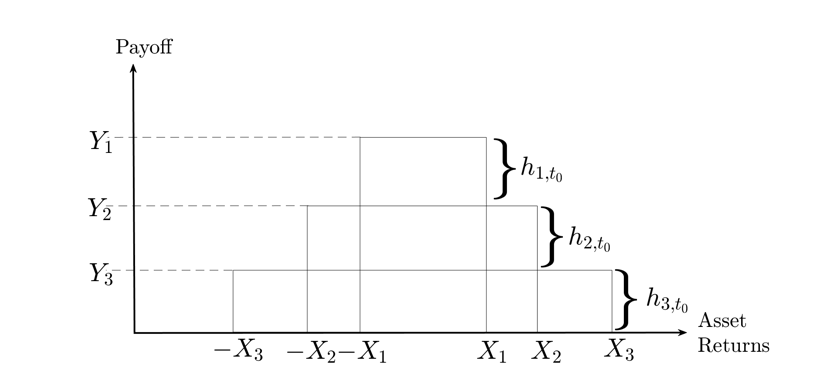 Payoff
Y₁
h₁,t₀
Y₂
h₂,t₀
Y₃
h₃,t₀
Asset
Returns
−X₃ −X₂ −X₁ X₁ X₂ X₃